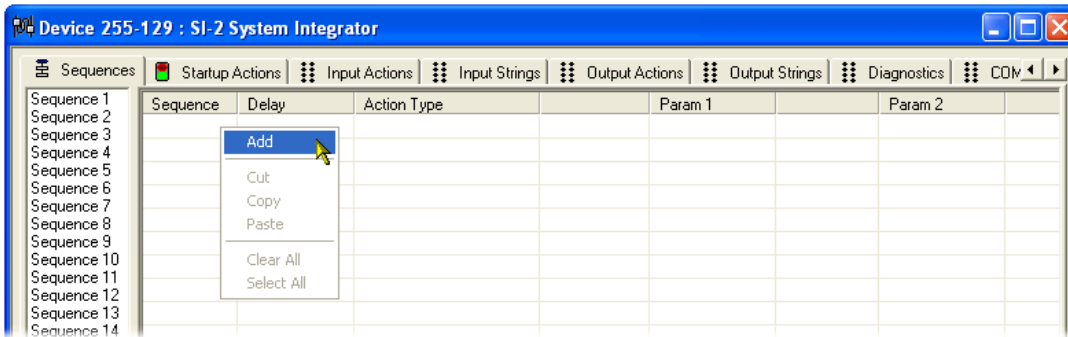 Device 255-129 : SI-2 System Integrator
Sequences Startup Actions Input Actions Input Strings Output Actions Output Strings Diagnostics COM
Sequence Delay Action Type Param 1 Param 2
Sequence 1
Sequence 2
Sequence 3
Sequence 4
Sequence 5
Sequence 6
Sequence 7
Sequence 8
Sequence 9
Sequence 10
Sequence 11
Sequence 12
Sequence 13
Sequence 14
Add
Cut
Copy
Paste
Clear All
Select All